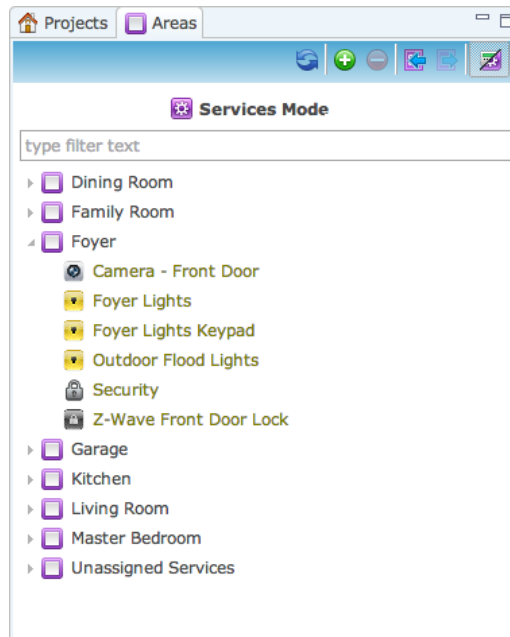 Projects Areas
Services Mode
type filter text
Dining Room
Family Room
Foyer
Camera - Front Door
Foyer Lights
Foyer Lights Keypad
Outdoor Flood Lights
Security
Z-Wave Front Door Lock
Garage
Kitchen
Living Room
Master Bedroom
Unassigned Services